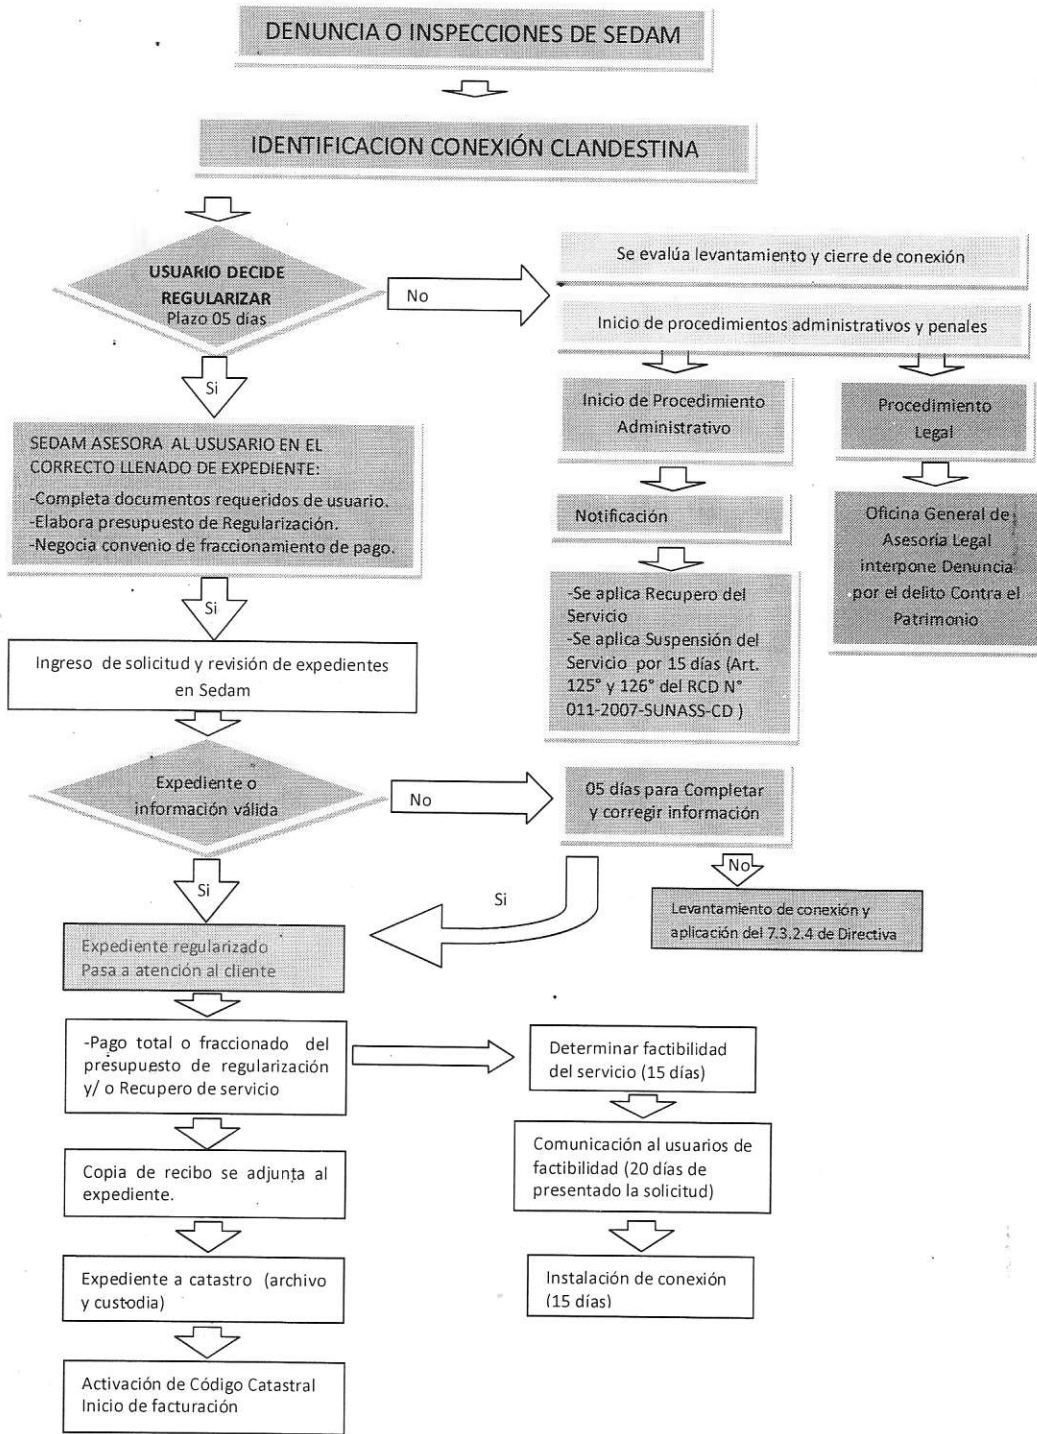 DENUNCIA O INSPECCIONES DE SEDAM
IDENTIFICACION CONEXIÓN CLANDESTINA
USUARIO DECIDE
REGULARIZAR
Plazo 05 días
No
Se evalúa levantamiento y cierre de conexión
Inicio de procedimientos administrativos y penales
Si
Inicio de Procedimiento
Administrativo
Procedimiento
Legal
SEDAM ASESORA AL USUSARIO EN EL
CORRECTO LLENADO DE EXPEDIENTE:
-Completa documentos requeridos de usuario.
-Elabora presupuesto de Regularización.
-Negocia convenio de fraccionamiento de pago.
Notificación
Oficina General de
Asesoría Legal
interpone Denuncia
por el delito Contra el
Patrimonio
-Se aplica Recupero del
Servicio
-Se aplica Suspensión del
Servicio por 15 días (Art.
125° y 126° del RCD N°
011-2007-SUNASS-CD )
Si
Ingreso de solicitud y revisión de expedientes
en Sedam
Expediente o
información válida
No
05 días para Completar
y corregir información
Si
Si
No
Levantamiento de conexión y
aplicación del 7.3.2.4 de Directiva
Expediente regularizado
Pasa a atención al cliente
-Pago total o fraccionado del
presupuesto de regularización
y/ o Recupero de servicio
Determinar factibilidad
del servicio (15 días)
Copia de recibo se adjunta al
expediente.
Comunicación al usuarios de
factibilidad (20 días de
presentado la solicitud)
Expediente a catastro (archivo
y custodia)
Instalación de conexión
(15 días)
Activación de Código Catastral
Inicio de facturación